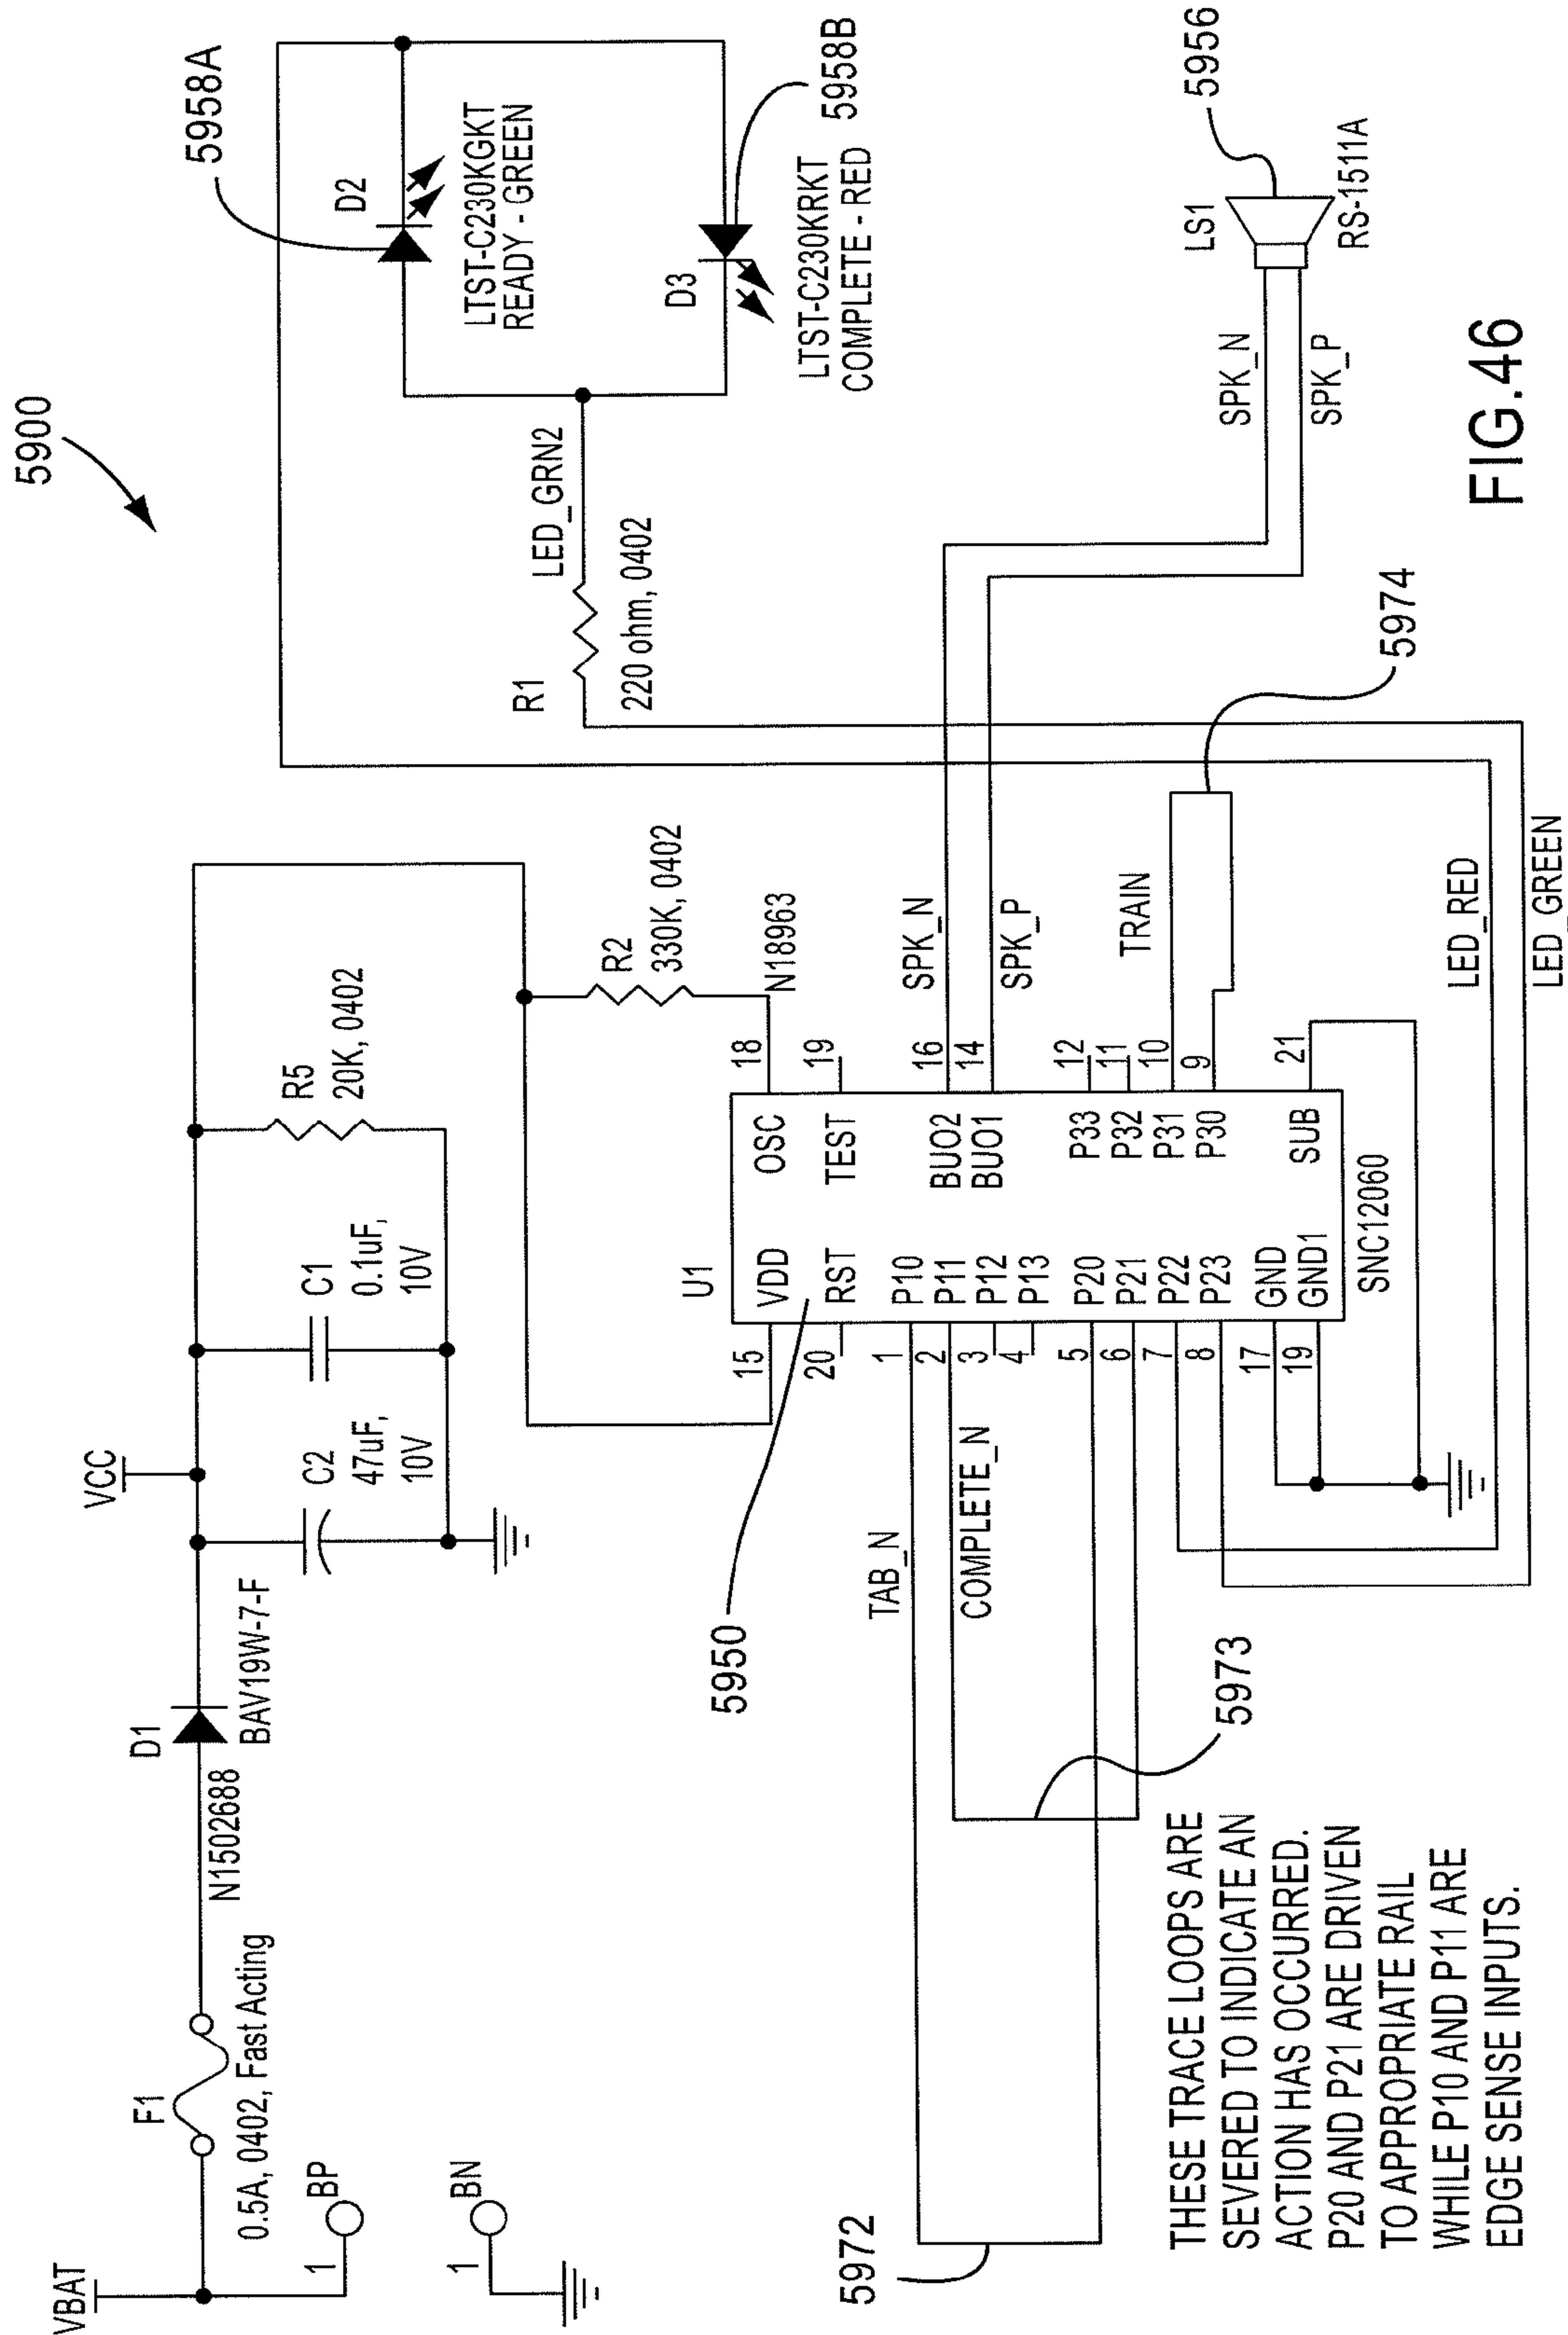 5900
VBAT
F1
0.5A, 0402, Fast Acting
N1502688
D1
BAV19W-7-F
VCC
C2
47uF,
10V
C1
0.1uF,
10V
R5
20K, 0402
1
BP
1
BN
R2
330K, 0402
N18963
5958A
D2
LTST-C230KGKT
READY - GREEN
D3
LTST-C230KRKT
COMPLETE - RED
5958B
LED_GRN2
R1
220 ohm, 0402
5950
U1
15
VDD
20
RST
1
P10
2
P11
3
P12
4
P13
5
P20
6
P21
7
P22
8
P23
17
GND
19
GND1
OSC
18
TEST
19
BUO2
16
BUO1
14
P33
12
P32
11
P31
10
P30
9
SUB
21
SNC12060
TAB_N
COMPLETE_N
5972
5973
SPK_N
SPK_P
SPK_N
SPK_P
LS1
RS-1511A
5956
TRAIN
5974
LED_RED
LED_GREEN
THESE TRACE LOOPS ARE
SEVERED TO INDICATE AN
ACTION HAS OCCURRED.
P20 AND P21 ARE DRIVEN
TO APPROPRIATE RAIL
WHILE P10 AND P11 ARE
EDGE SENSE INPUTS.
FIG.46